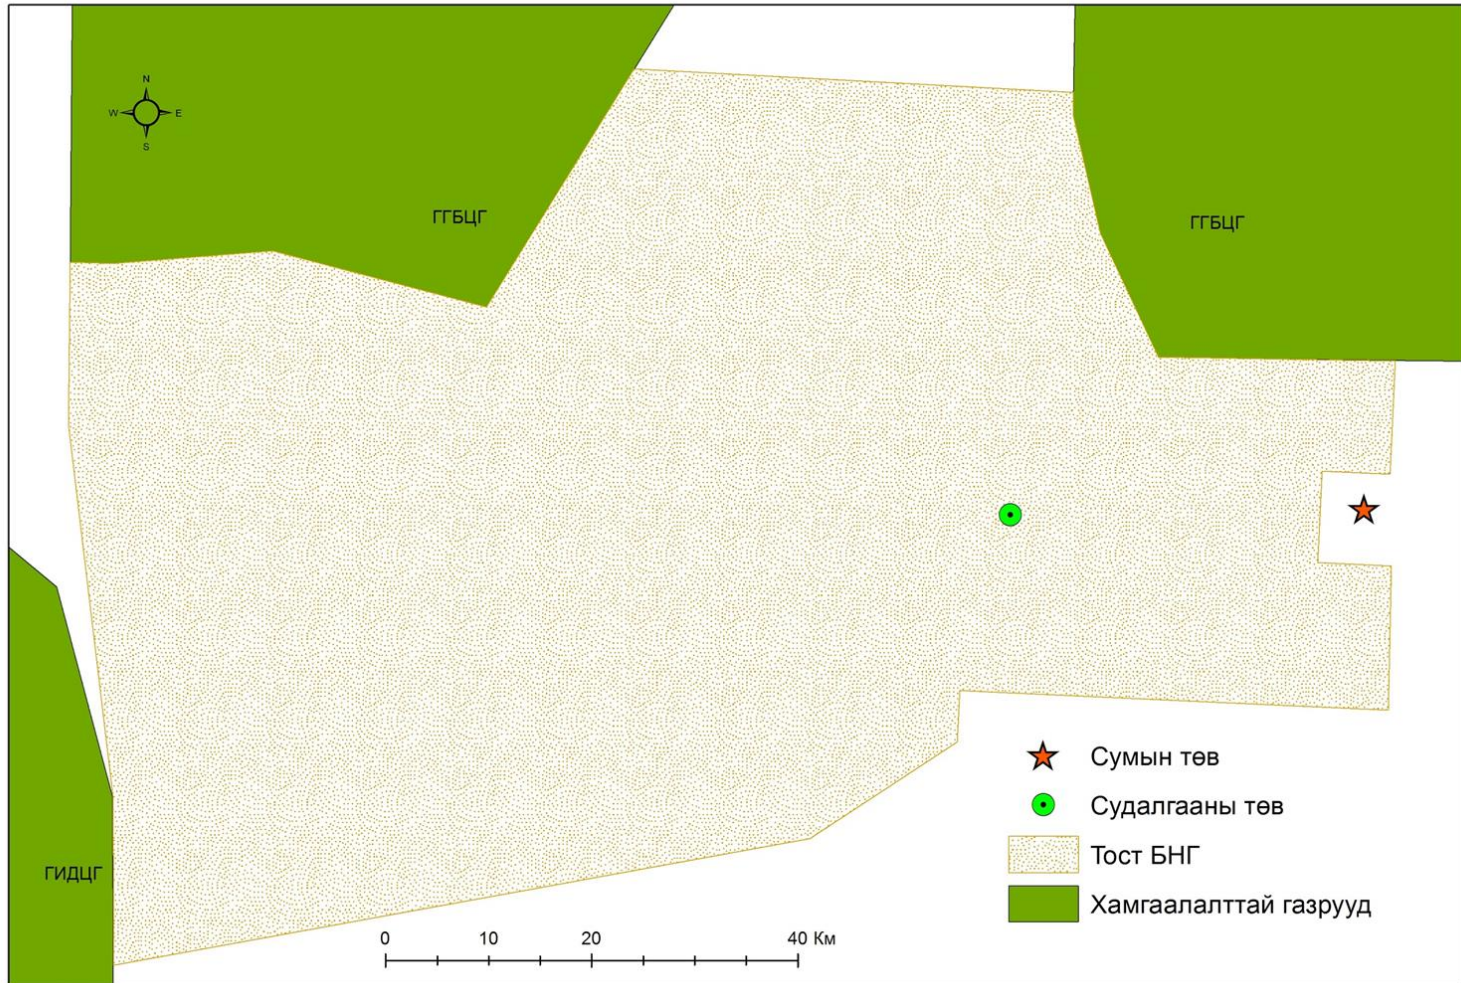 N
W E
S
ГГБЦГ
ГГБЦГ
ГИДЦГ
Сумын төв
Судалгааны төв
Тост БНГ
Хамгаалалттай газрууд
0 10 20 40 Км